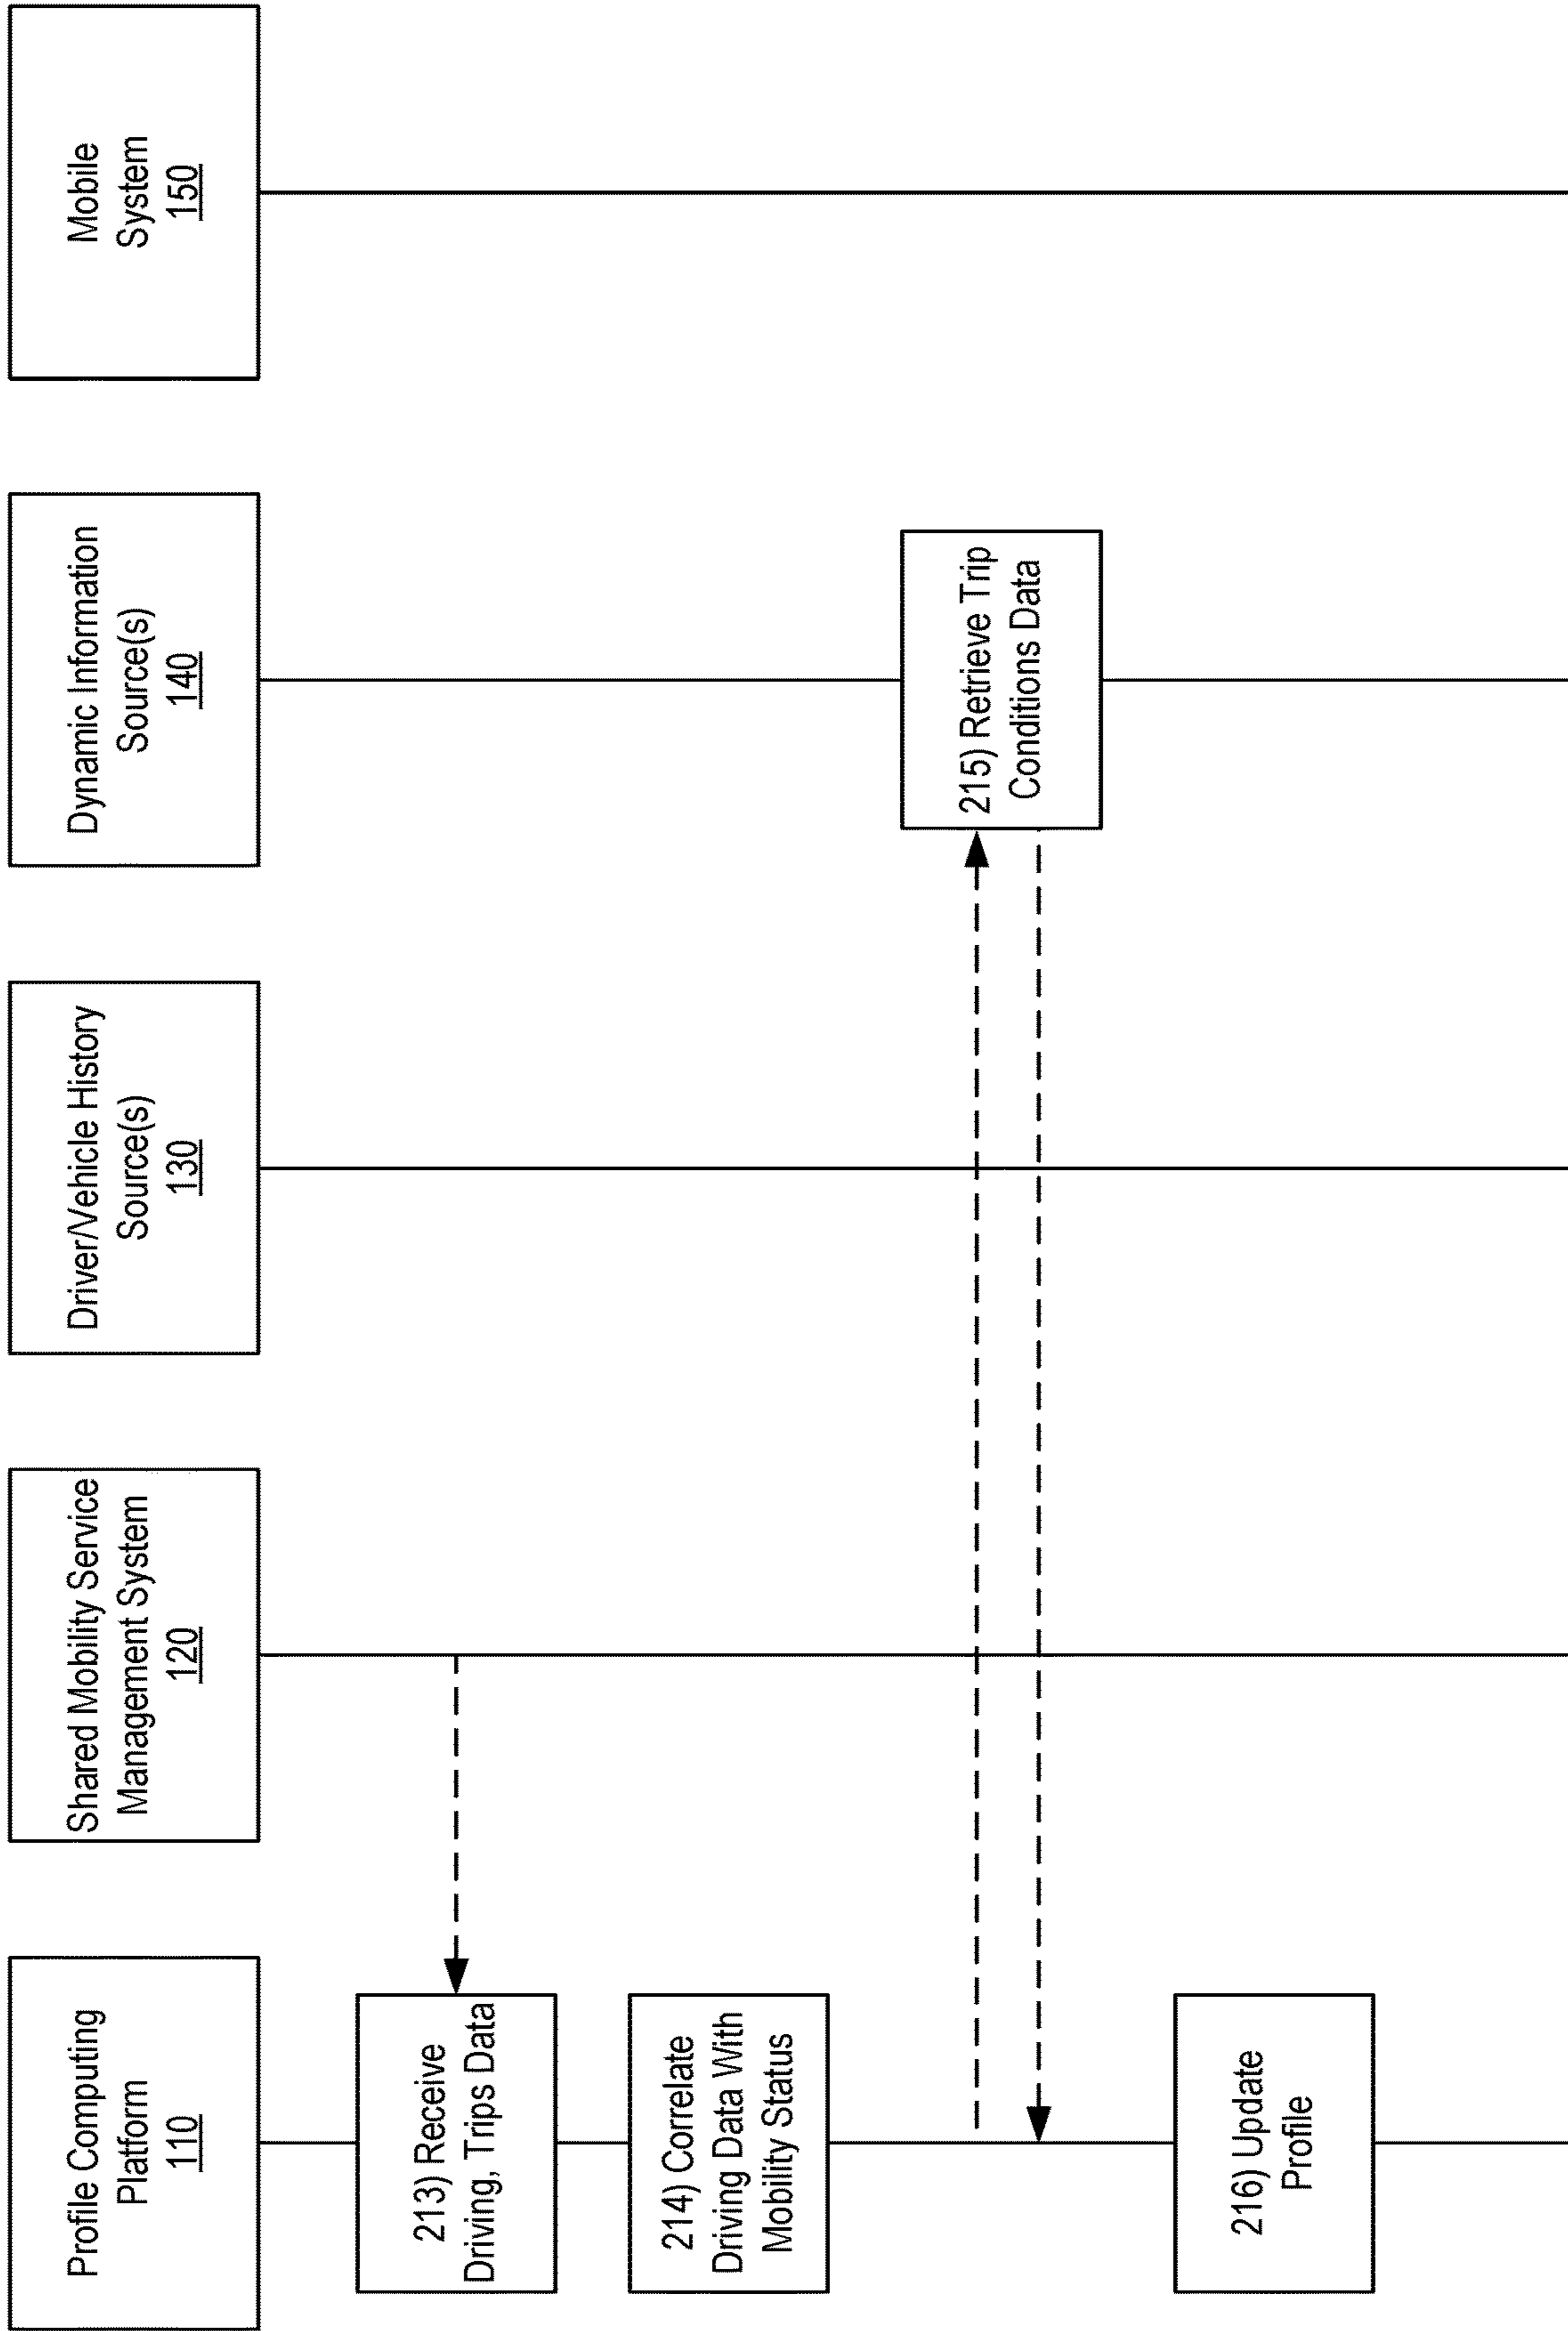 Profile Computing
Platform
110
Shared Mobility Service
Management System
120
Driver/Vehicle History
Source(s)
130
Dynamic Information
Source(s)
140
Mobile
System
150
213) Receive
Driving, Trips Data
214) Correlate
Driving Data With
Mobility Status
215) Retrieve Trip
Conditions Data
216) Update
Profile